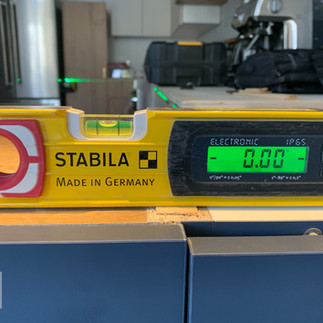 ELECTRONIC IP65
STABILA
0.00°
MADE IN GERMANY